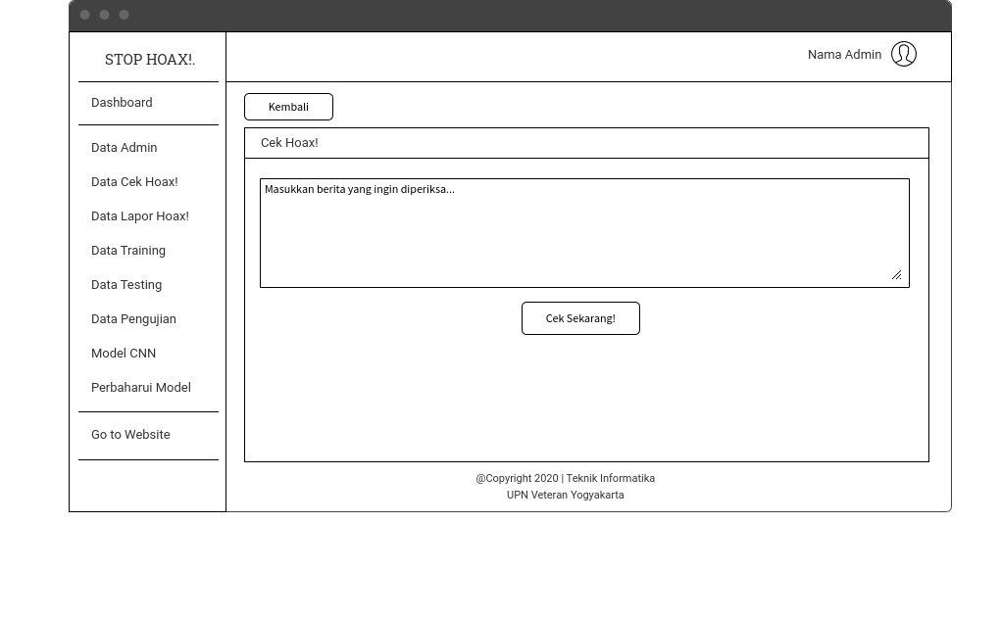 STOP HOAX!.
Nama Admin
Dashboard
Data Admin
Data Cek Hoax!
Data Lapor Hoax!
Data Training
Data Testing
Data Pengujian
Model CNN
Perbaharui Model
Go to Website
Kembali
Cek Hoax!
Masukkan berita yang ingin diperiksa...
Cek Sekarang!
@Copyright 2020 | Teknik Informatika
UPN Veteran Yogyakarta